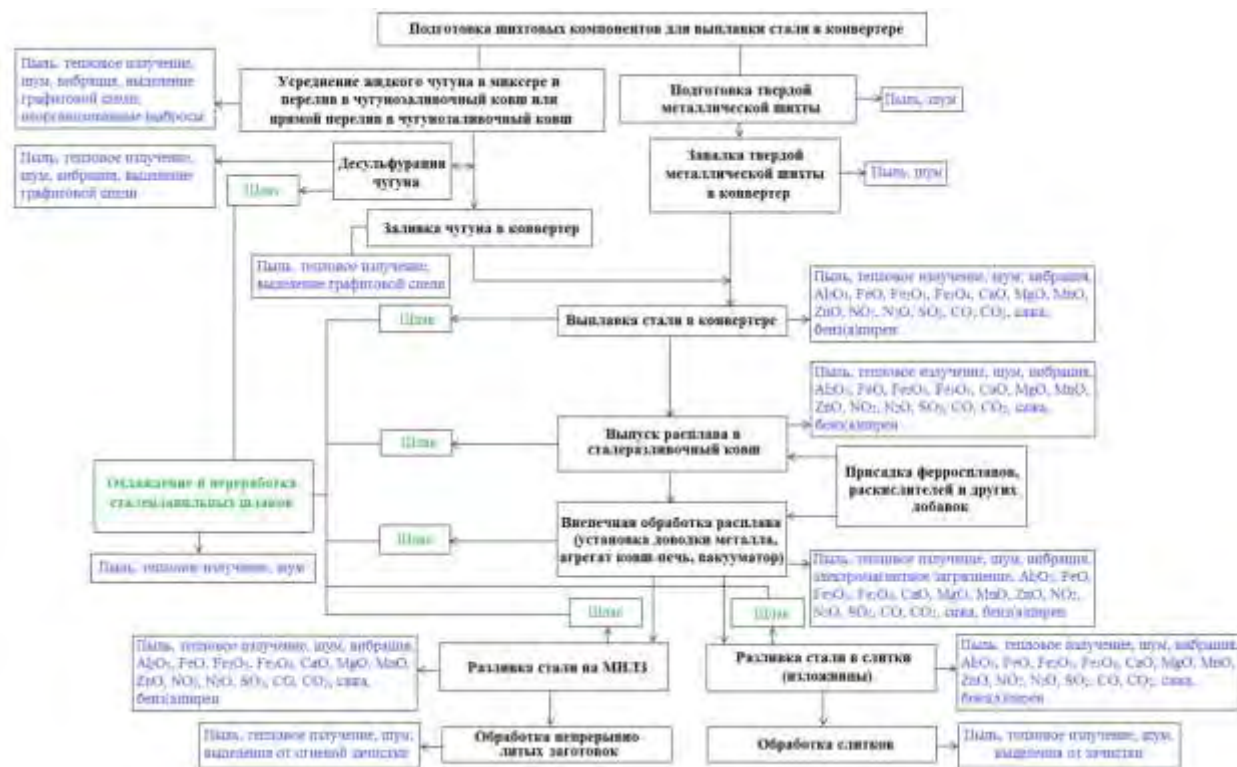 Подготовка шихтовых компонентов для выплавки стали в конвертере
Пыль, тепловое излучение,
шум, вибрация, выделение
графитовой спели,
неорганизованные выбросы
Усреднение жидкого чугуна в миксере и
перелив в чугунозаливочный ковш или
прямой перелив в чугунозаливочный ковш
Подготовка твердой
металлической шихты
Пыль, шум
Пыль, тепловое излучение,
шум, вибрация, выделение
графитовой спели
Десульфурация
чугуна
Шлак
Завалка твердой
металлической шихты
в конвертер
Пыль, шум
Заливка чугуна в конвертер
Пыль, тепловое излучение,
выделение графитовой спели
Шлак
Выплавка стали в конвертере
Пыль, тепловое излучение, шум, вибрация,
Al₂O₃, FeO, Fe₂O₃, Fe₃O₄, CaO, MgO, MnO,
ZnO, NO₂, N₂O, SO₂, CO, CO₂, сажа,
бенз(а)пирен
Пыль, тепловое излучение, шум, вибрация,
Al₂O₃, FeO, Fe₂O₃, Fe₃O₄, CaO, MgO, MnO,
ZnO, NO₂, N₂O, SO₂, CO, CO₂, сажа,
бенз(а)пирен
Шлак
Выпуск расплава в
сталеразливочный ковш
Присадка ферросплавов,
раскислителей и других
добавок
Охлаждение и переработка
сталеплавильных шлаков
Пыль, тепловое излучение, шум
Шлак
Внепечная обработка расплава
(установка доводки металла,
агрегат ковш-печь, вакууматор)
Пыль, тепловое излучение, шум, вибрация,
электромагнитное загрязнение, Al₂O₃, FeO,
Fe₂O₃, Fe₃O₄, CaO, MgO, MnO, ZnO, NO₂,
N₂O, SO₂, CO, CO₂, сажа, бенз(а)пирен
Шлак
Шлак
Пыль, тепловое излучение, шум, вибрация,
Al₂O₃, FeO, Fe₂O₃, Fe₃O₄, CaO, MgO, MnO,
ZnO, NO₂, N₂O, SO₂, CO, CO₂, сажа,
бенз(а)пирен
Разливка стали на МНЛЗ
Разливка стали в слитки
(изложницы)
Пыль, тепловое излучение, шум, вибрация,
Al₂O₃, FeO, Fe₂O₃, Fe₃O₄, CaO, MgO, MnO,
ZnO, NO₂, N₂O, SO₂, CO, CO₂, сажа,
бенз(а)пирен
Пыль, тепловое излучение, шум,
выделения от огневой зачистки
Обработка непрерывно
литых заготовок
Обработка слитков
Пыль, тепловое излучение, шум,
выделения от зачистки